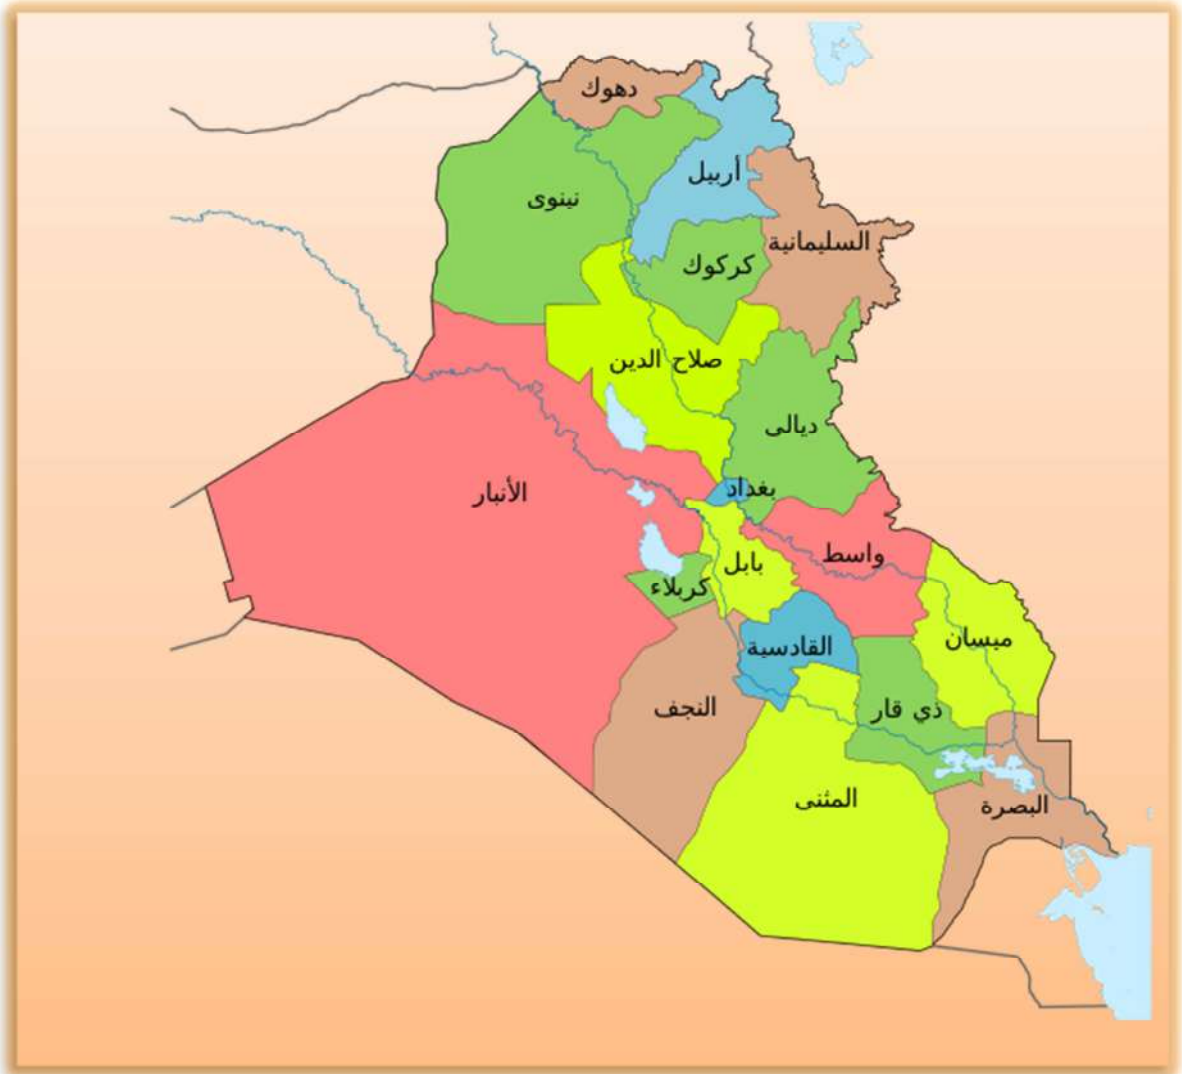 دهوك
أربيل
نينوى
السليمانية
كركوك
صلاح الدين
ديالى
بغداد
الأنبار
واسط
بابل
كربلاء
ميسان
القادسية
النجف
ذي قار
المثنى
البصرة